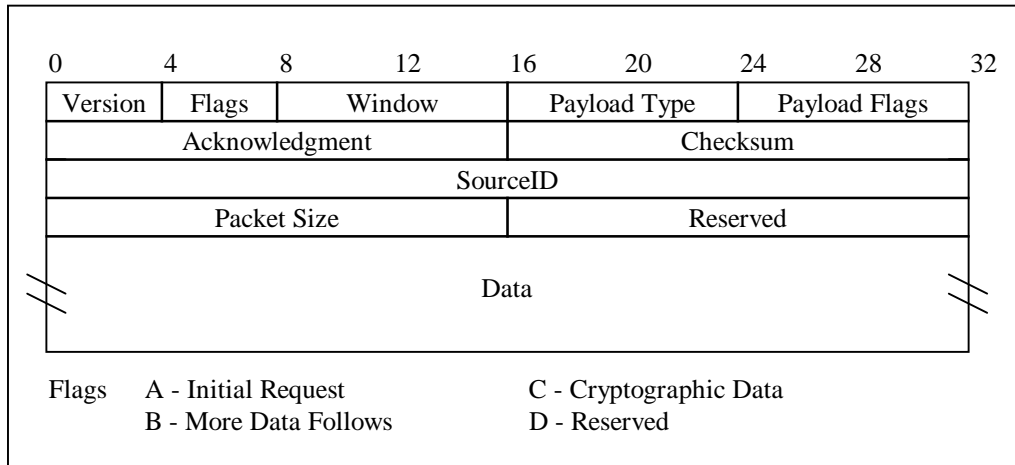 0 4 8 12 16 20 24 28 32
Version Flags Window Payload Type Payload Flags
Acknowledgment Checksum
SourceID
Packet Size Reserved
Data
Flags A - Initial Request C - Cryptographic Data
B - More Data Follows D - Reserved